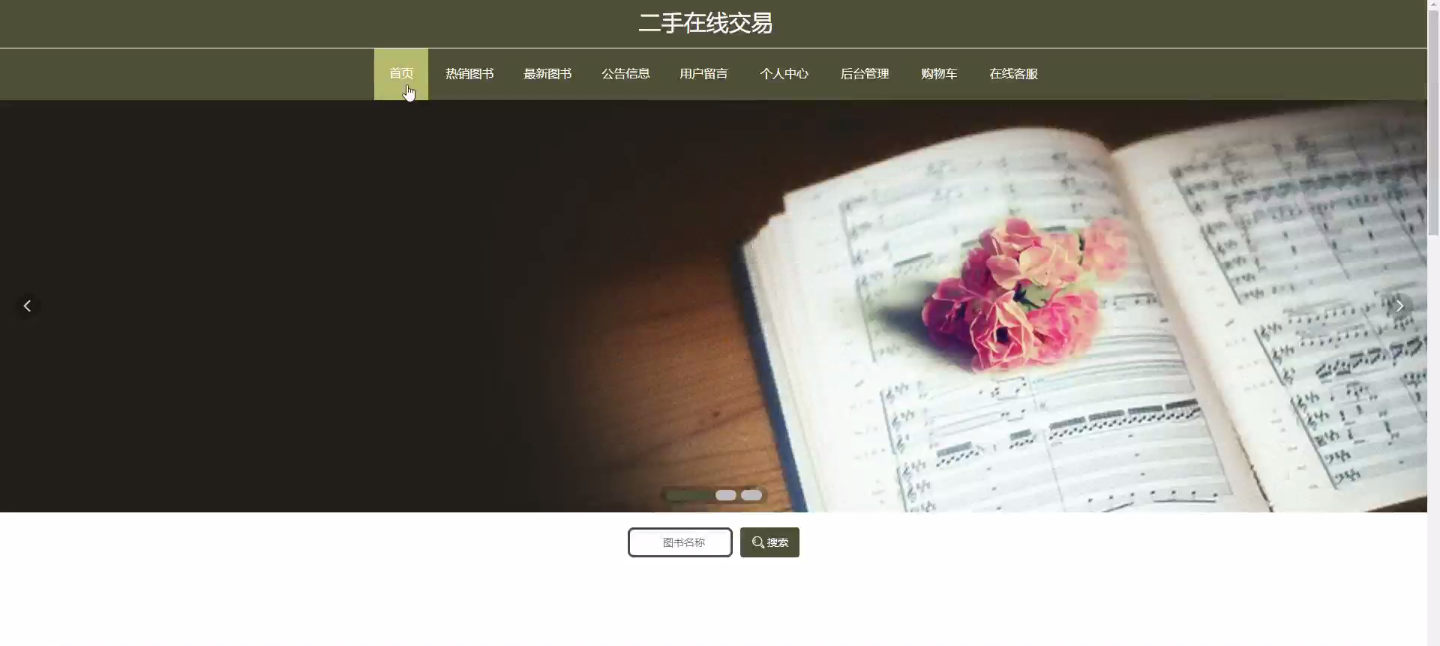 二手在线交易
首页 热销图书 最新图书 公告信息 用户留言 个人中心 后台管理 购物车 在线客服
图书名称 搜索